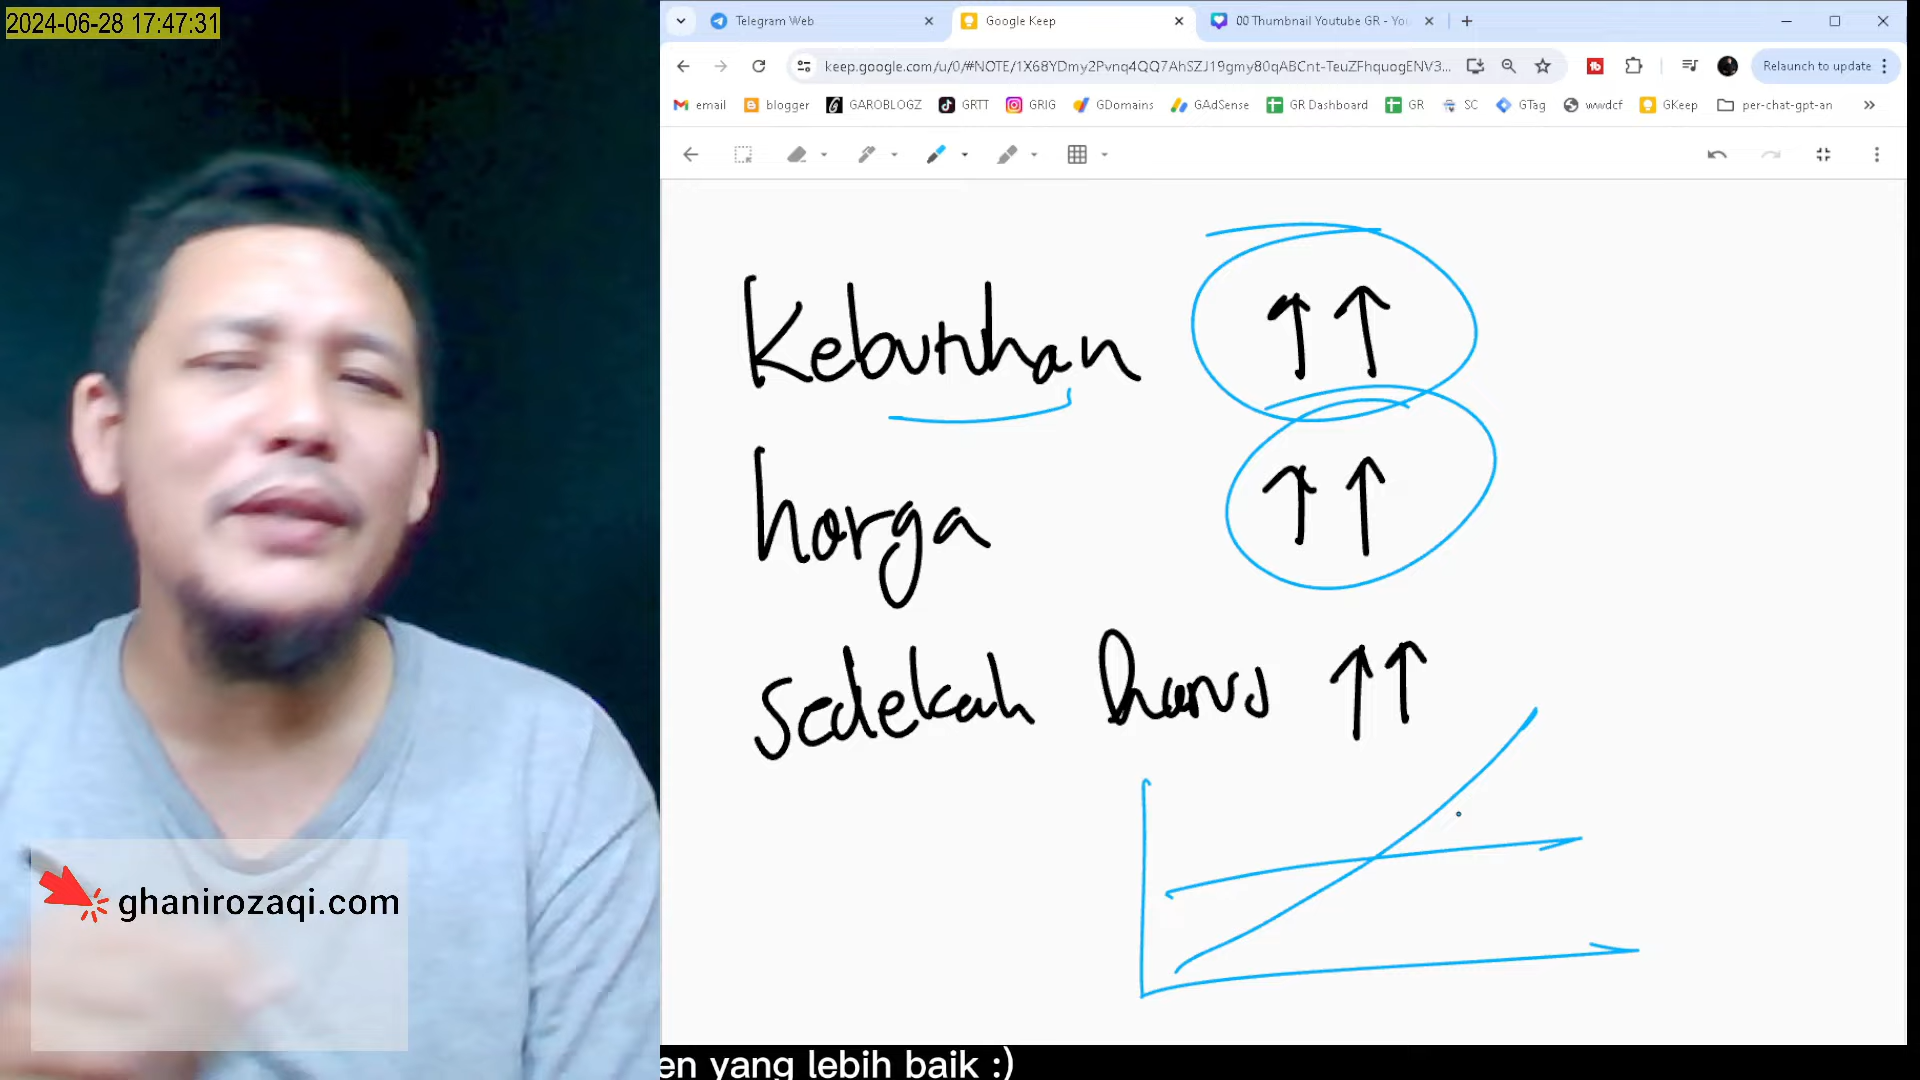 2024-06-28 17:47:31
Telegram Web
Google Keep
00 Thumbnail Youtube GR - You
keep.google.com/u/0/#NOTE/1X68YDmy2Pvnq4QQ7AhSZJ19gmy80qABCnt-TeuZFhquogENV3...
Relaunch to update
email blogger GAROBLOGZ GRTT GRIG GDomains GAdSense GR Dashboard GR SC GTag wwdcf GKeep per-chat-gpt-an
Kebutuhan ↑↑
harga ↑↑
Sedekah harus ↑↑
ghanirozaqi.com
en yang lebih baik :)